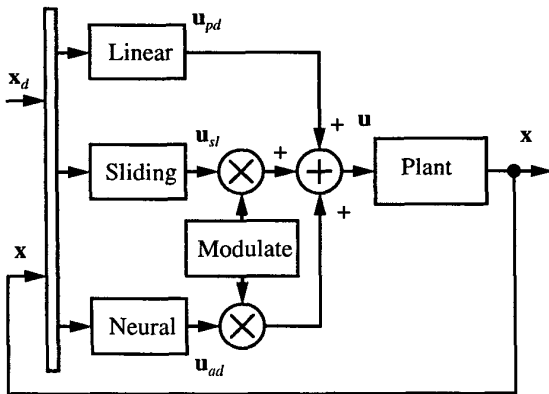 u_pd
Linear
x_d
+
u
x
u_sl
+
Sliding
Plant
+
x
Modulate
Neural
u_ad